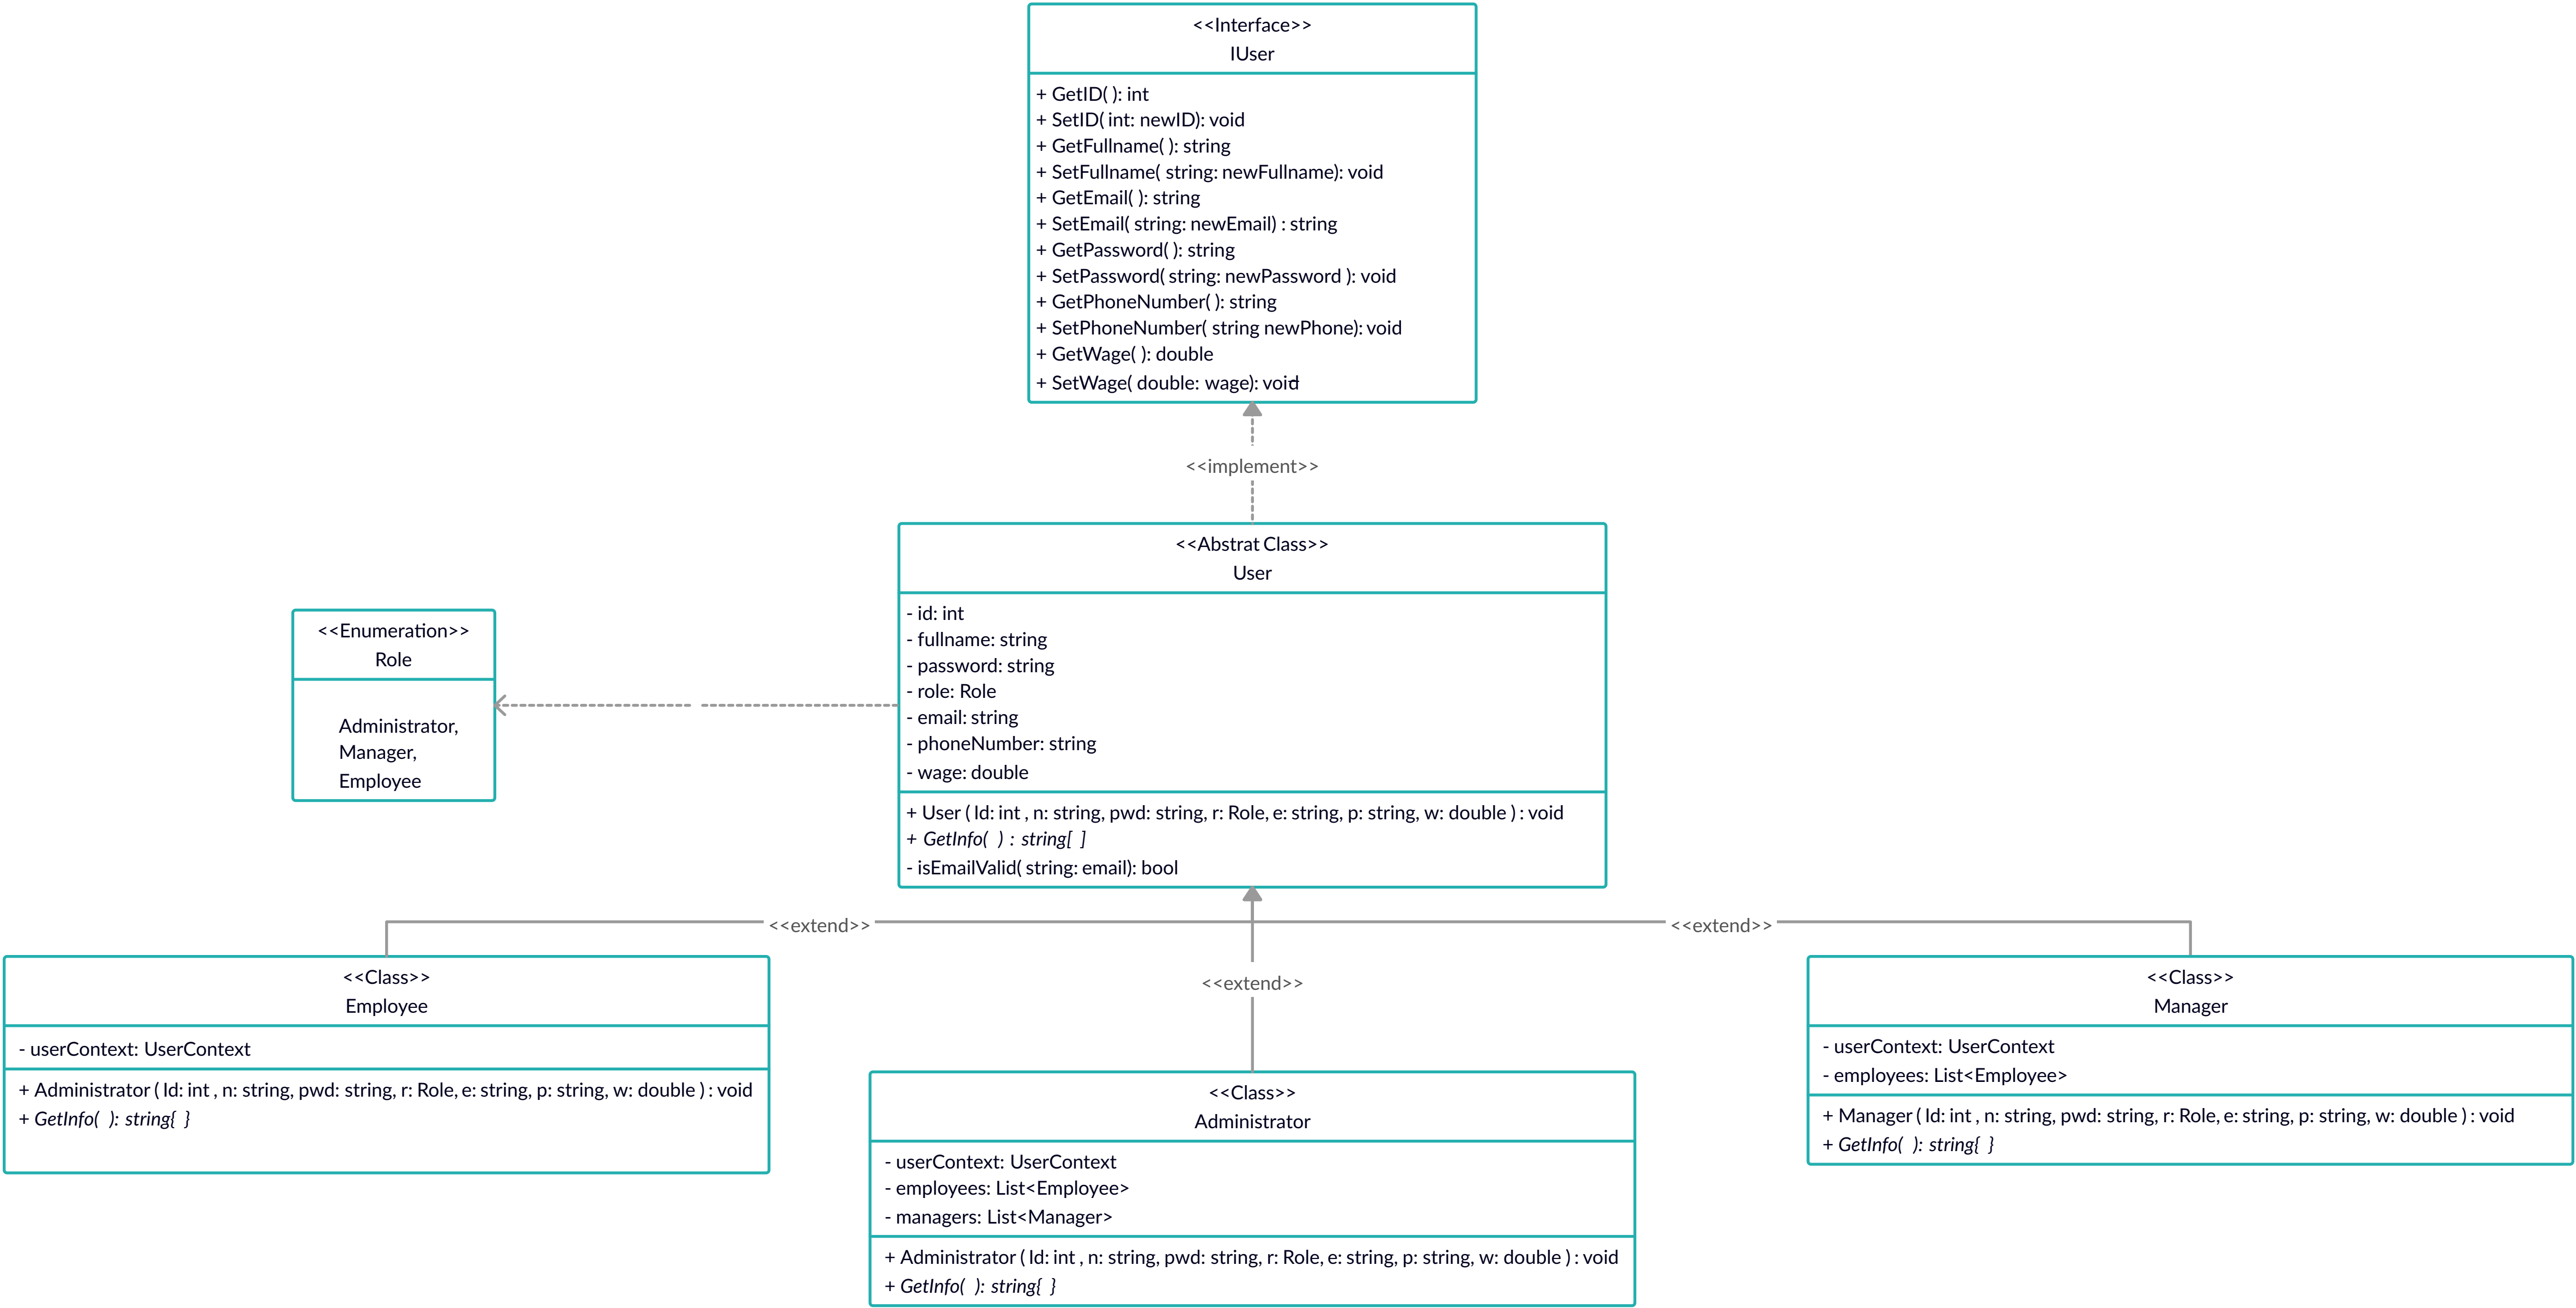 <<Interface>>
IUser
+ GetID( ): int
+ SetID( int: newID): void
+ GetFullname( ): string
+ SetFullname( string: newFullname): void
+ GetEmail( ): string
+ SetEmail( string: newEmail) : string
+ GetPassword( ): string
+ SetPassword( string: newPassword ): void
+ GetPhoneNumber( ): string
+ SetPhoneNumber( string newPhone): void
+ GetWage( ): double
+ SetWage( double: wage): void
<<implement>>
<<Abstrat Class>>
User
- id: int
- fullname: string
- password: string
- role: Role
- email: string
- phoneNumber: string
- wage: double
+ User ( Id: int , n: string, pwd: string, r: Role, e: string, p: string, w: double ) : void
+ GetInfo( ) : string[ ]
- isEmailValid( string: email): bool
<<Enumeration>>
Role
Administrator,
Manager,
Employee
<<extend>>
<<extend>>
<<extend>>
<<Class>>
Employee
- userContext: UserContext
+ Administrator ( Id: int , n: string, pwd: string, r: Role, e: string, p: string, w: double ) : void
+ GetInfo( ): string{ }
<<Class>>
Administrator
- userContext: UserContext
- employees: List<Employee>
- managers: List<Manager>
+ Administrator ( Id: int , n: string, pwd: string, r: Role, e: string, p: string, w: double ) : void
+ GetInfo( ): string{ }
<<Class>>
Manager
- userContext: UserContext
- employees: List<Employee>
+ Manager ( Id: int , n: string, pwd: string, r: Role, e: string, p: string, w: double ) : void
+ GetInfo( ): string{ }